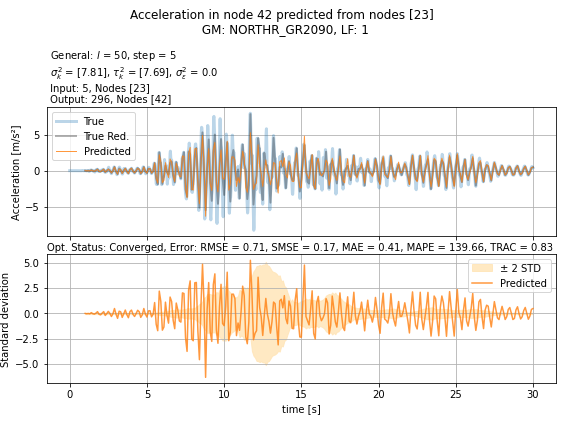 Acceleration in node 42 predicted from nodes [23]
GM: NORTHR_GR2090, LF: 1
General: l = 50, step = 5
σ²ₖ = [7.81], τ²ₖ = [7.69], σ²ε = 0.0
Input: 5, Nodes [23]
Output: 296, Nodes [42]
True
True Red.
Predicted
Acceleration [m/s²]
5
0
−5
Opt. Status: Converged, Error: RMSE = 0.71, SMSE = 0.17, MAE = 0.41, MAPE = 139.66, TRAC = 0.83
± 2 STD
Predicted
Standard deviation
5.0
2.5
0.0
−2.5
−5.0
0 5 10 15 20 25 30
time [s]